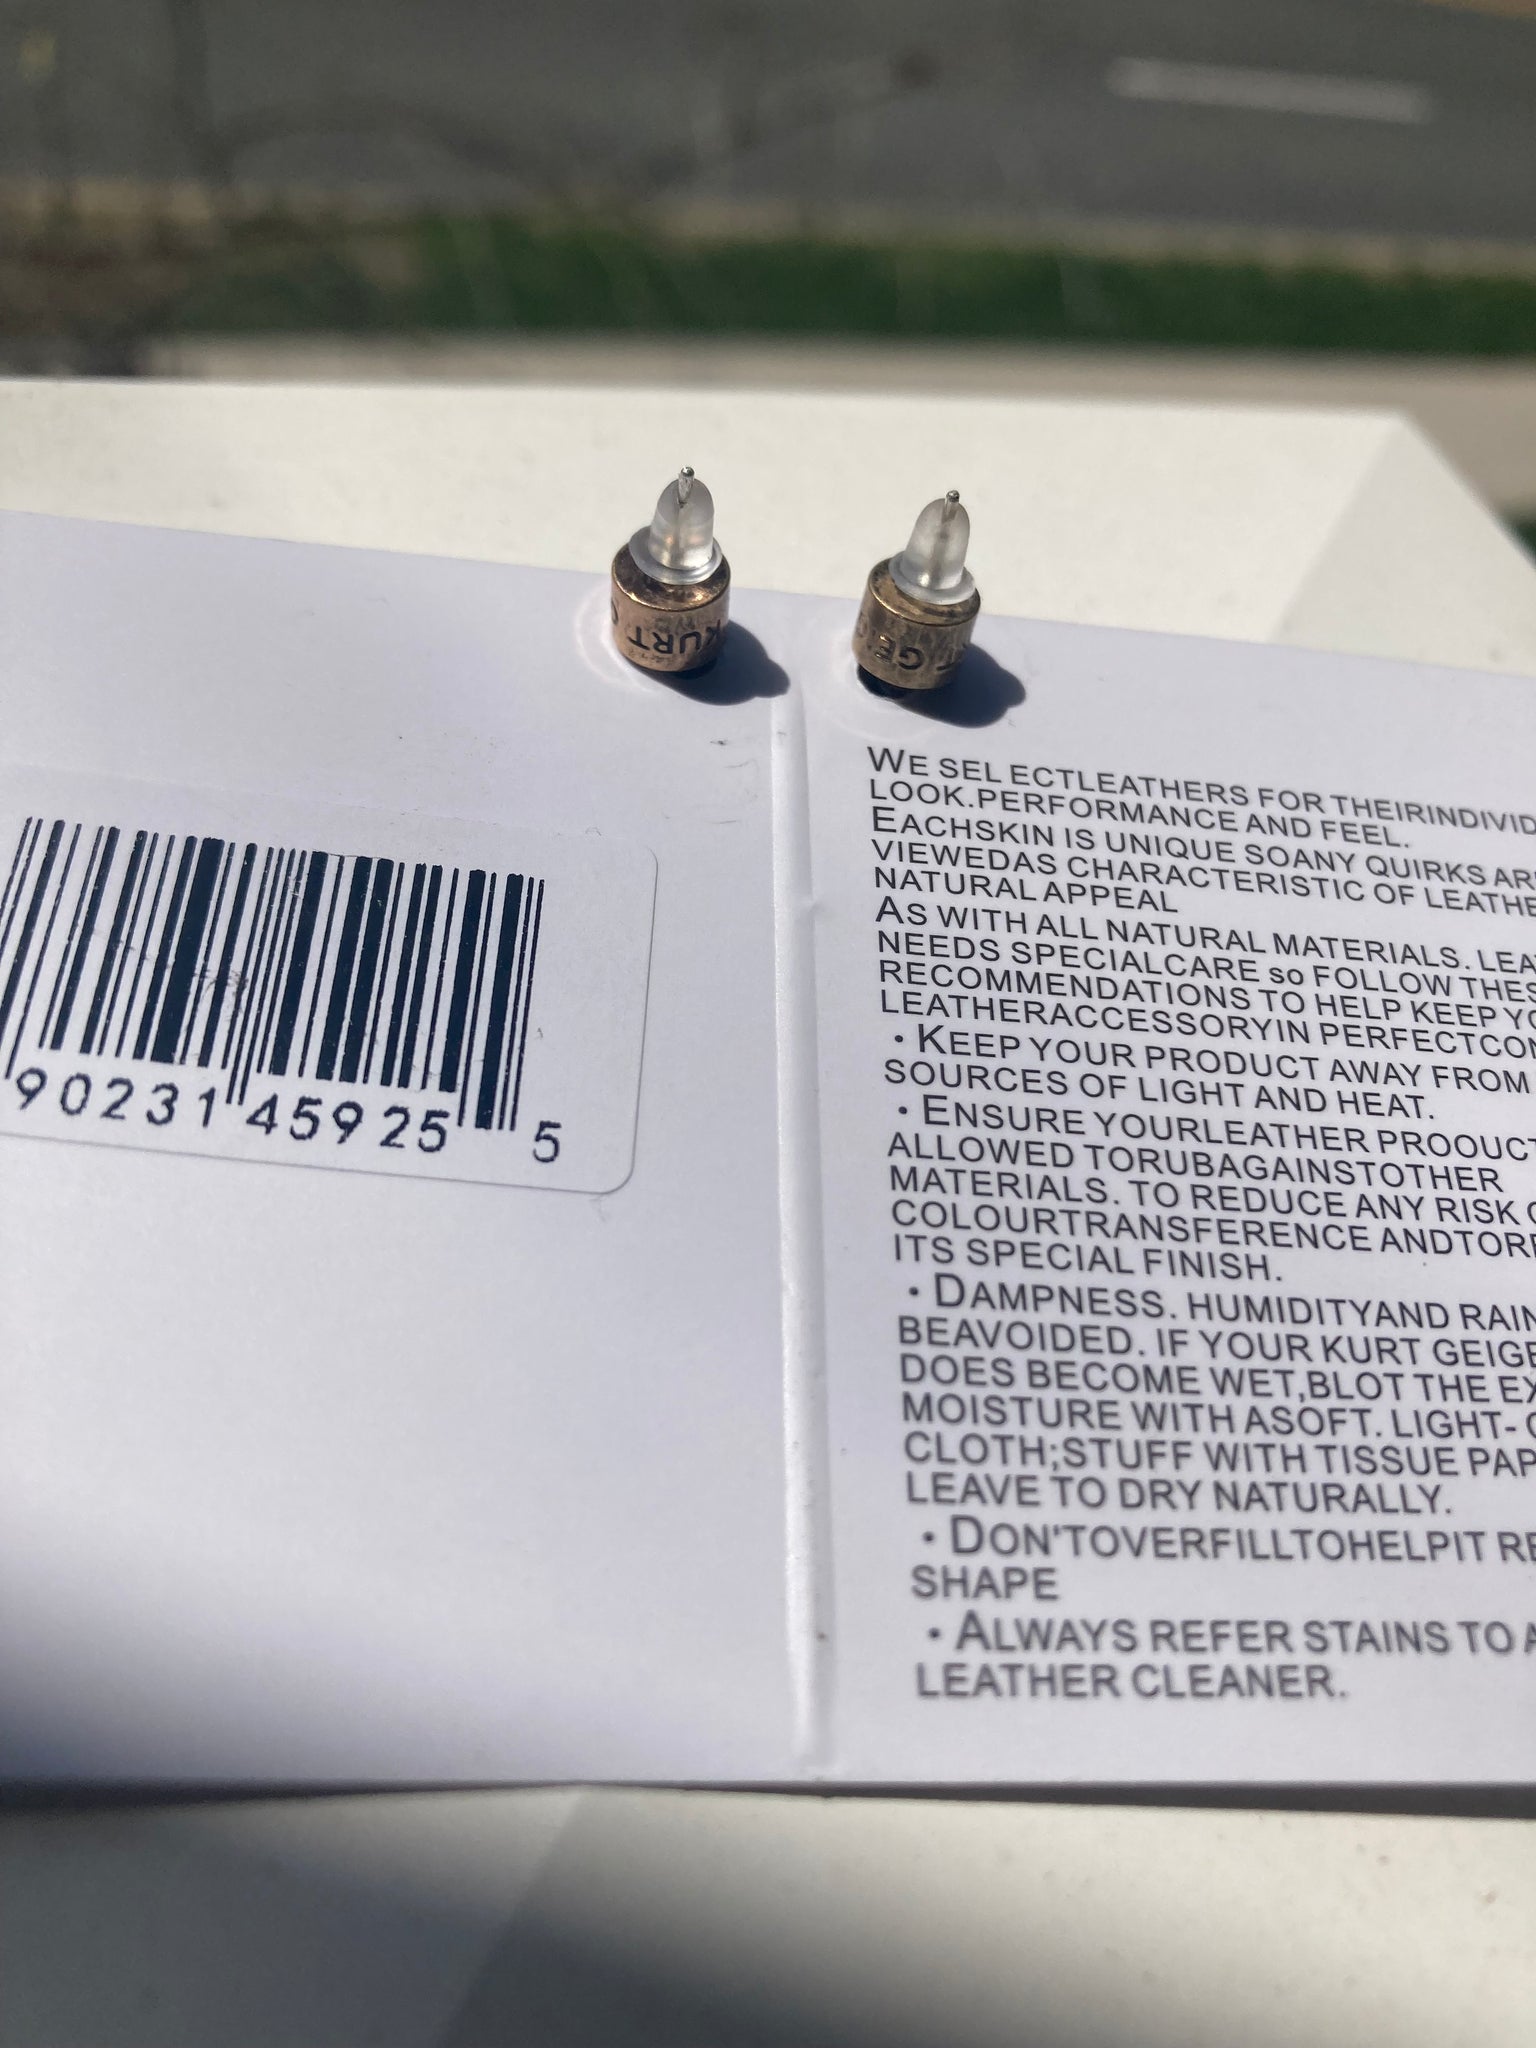 KURT
KURT
GE
90231 45925 5
WE SEL ECTLEATHERS FOR THEIRINDIVID
LOOK.PERFORMANCE AND FEEL.
EACHSKIN IS UNIQUE SOANY QUIRKS AR
VIEWEDAS CHARACTERISTIC OF LEATHE
NATURAL APPEAL
AS WITH ALL NATURAL MATERIALS. LEA
NEEDS SPECIALCARE so FOLLOW THES
RECOMMENDATIONS TO HELP KEEP YO
LEATHERACCESSORYIN PERFECTCON
• KEEP YOUR PRODUCT AWAY FROM
SOURCES OF LIGHT AND HEAT.
• ENSURE YOURLEATHER PROOUCT
ALLOWED TORUBAGAINSTOTHER
MATERIALS. TO REDUCE ANY RISK O
COLOURTRANSFERENCE ANDTORE
ITS SPECIAL FINISH.
• DAMPNESS. HUMIDITYAND RAIN
BEAVOIDED. IF YOUR KURT GEIGE
DOES BECOME WET,BLOT THE EX
MOISTURE WITH ASOFT. LIGHT- C
CLOTH;STUFF WITH TISSUE PAP
LEAVE TO DRY NATURALLY.
• DON'TOVERFILLTOHELPIT RE
SHAPE
• ALWAYS REFER STAINS TO A
LEATHER CLEANER.